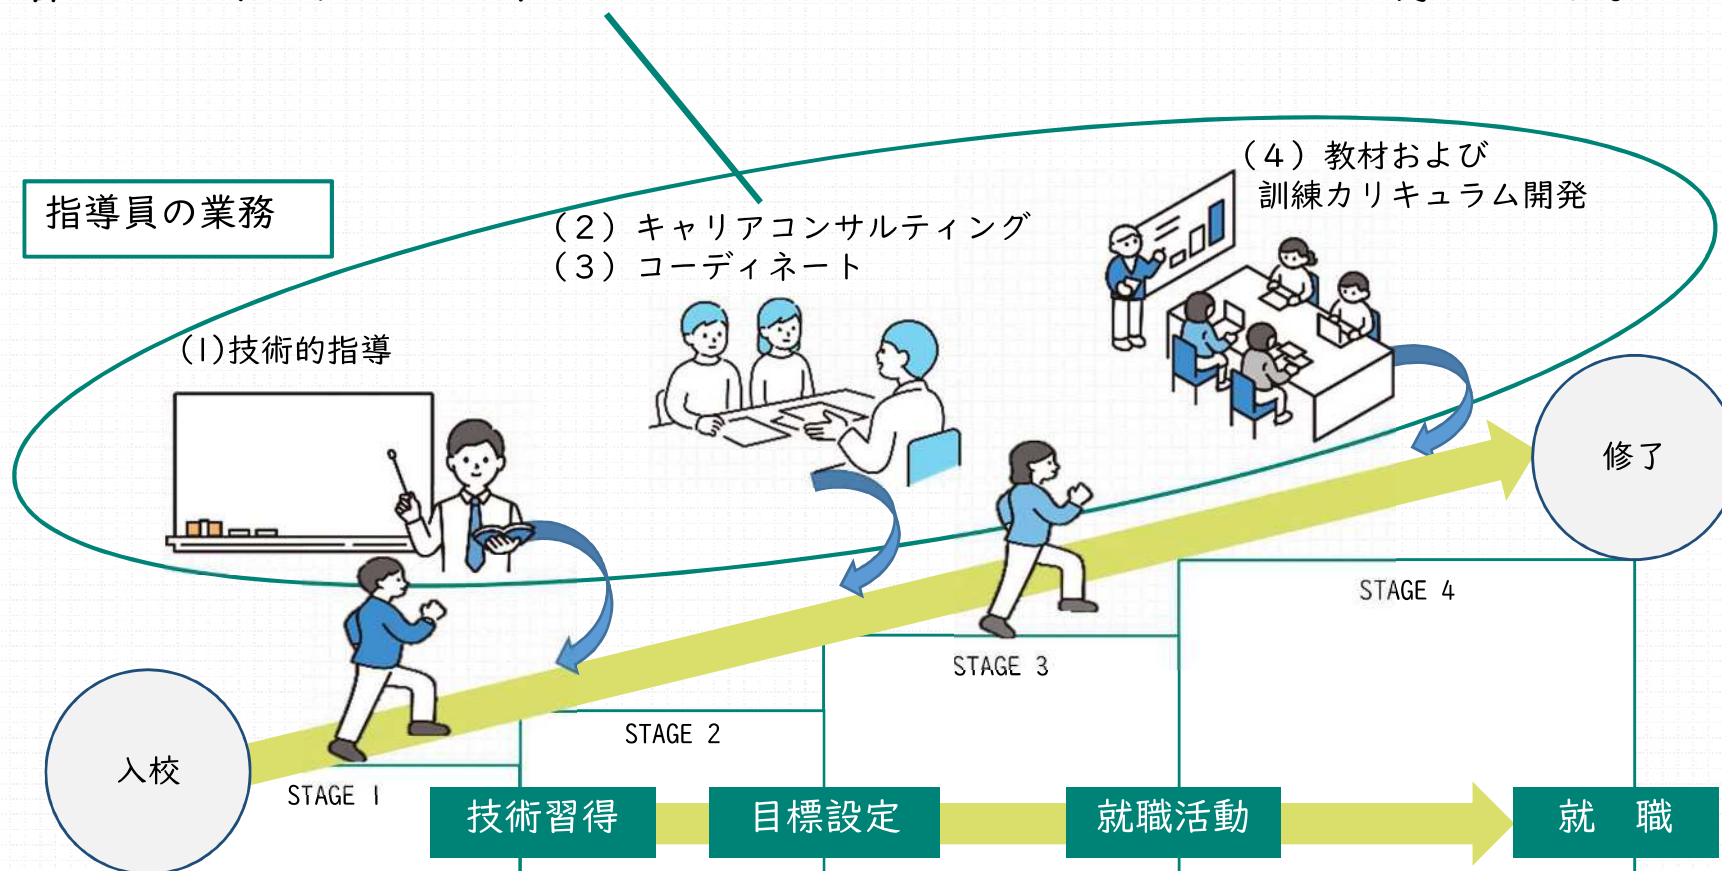 指導員の業務
(4)教材および
訓練カリキュラム開発
(2)キャリアコンサルティング
(3)コーディネート
(1)技術的指導
修了
STAGE 4
STAGE 3
STAGE 2
入校
STAGE 1
技術習得
目標設定
就職活動
就 職